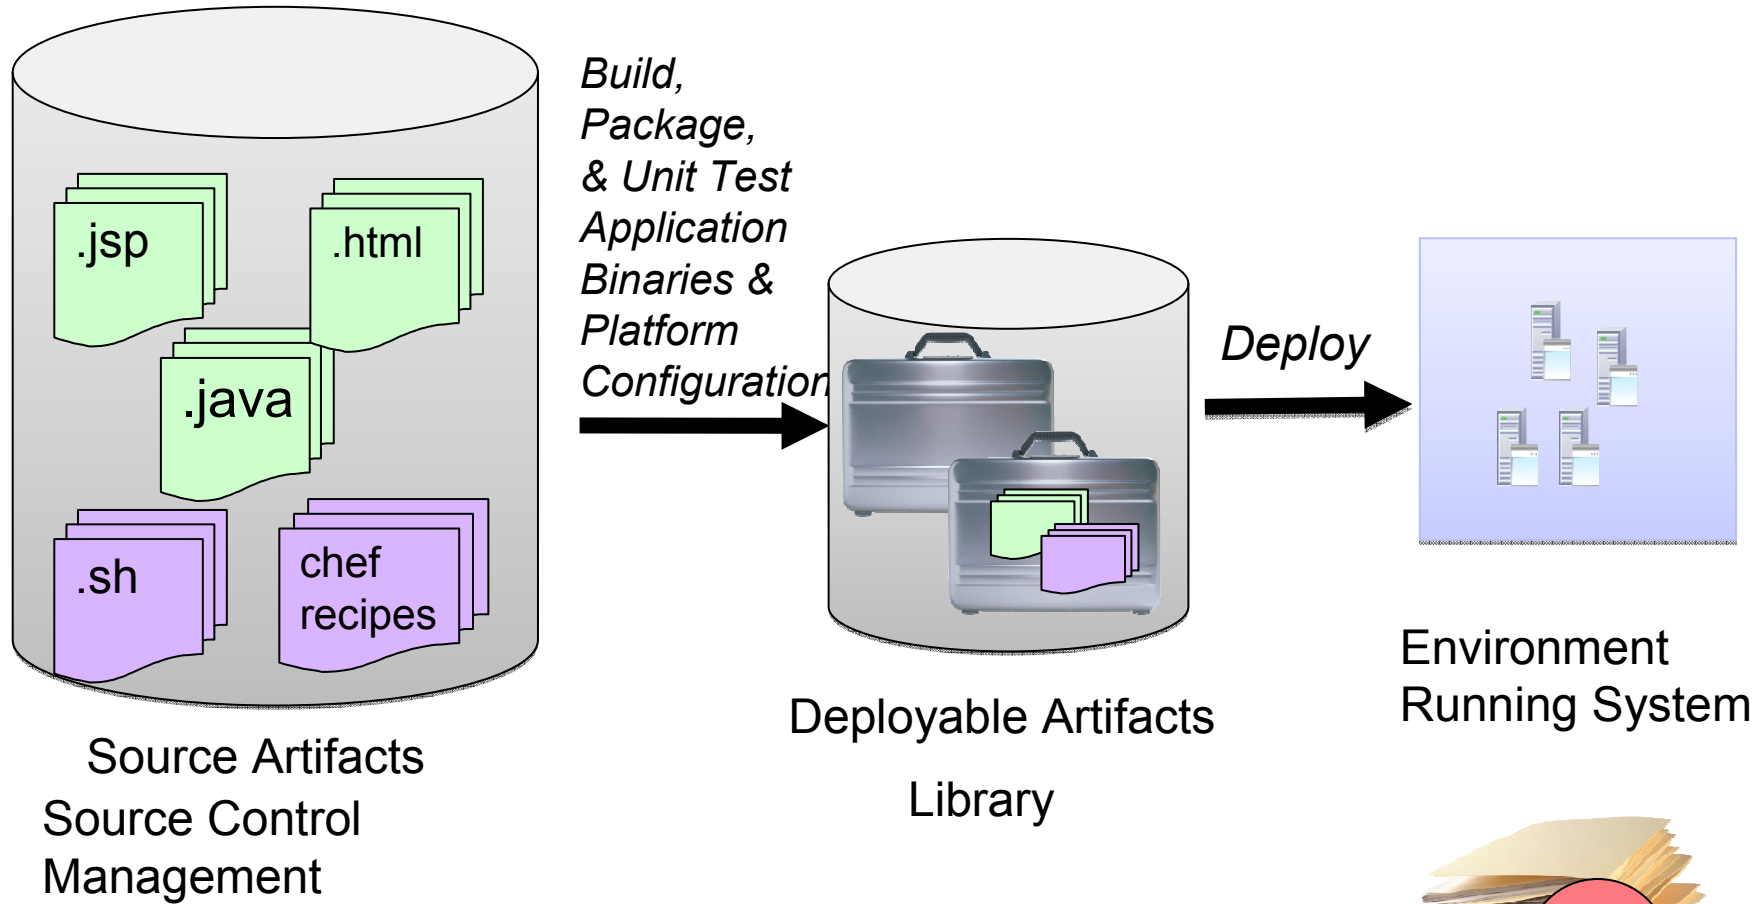 .jsp
.html
.java
.sh
chef
recipes
Source Artifacts
Source Control
Management
Build,
Package,
& Unit Test
Application
Binaries &
Platform
Configuration
Deployable Artifacts
Library
Deploy
Environment
Running System